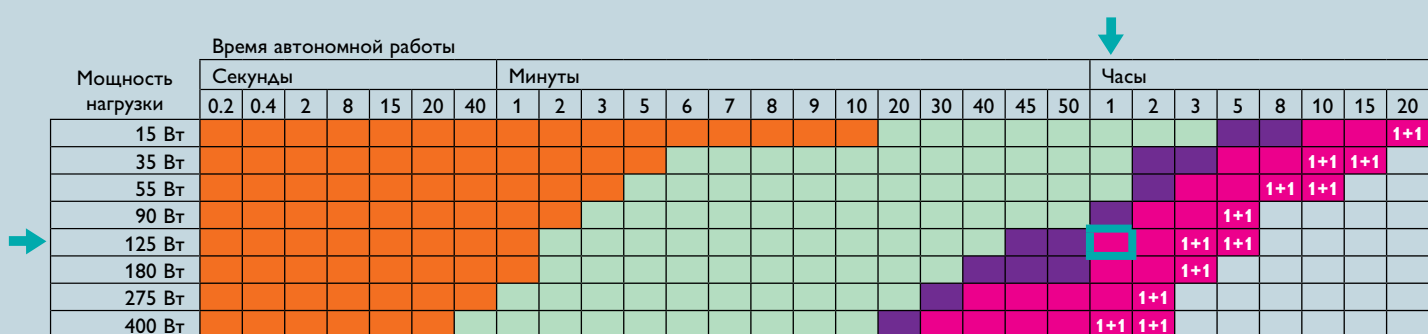 Время автономной работы
Мощность нагрузки Секунды Минуты Часы
0.2 0.4 2 8 15 20 40 1 2 3 5 6 7 8 9 10 20 30 40 45 50 1 2 3 5 8 10 15 20
15 Вт 1+1
35 Вт 1+1 1+1
55 Вт 1+1 1+1
90 Вт 1+1
125 Вт 1+1 1+1
180 Вт 1+1
275 Вт 1+1
400 Вт 1+1 1+1